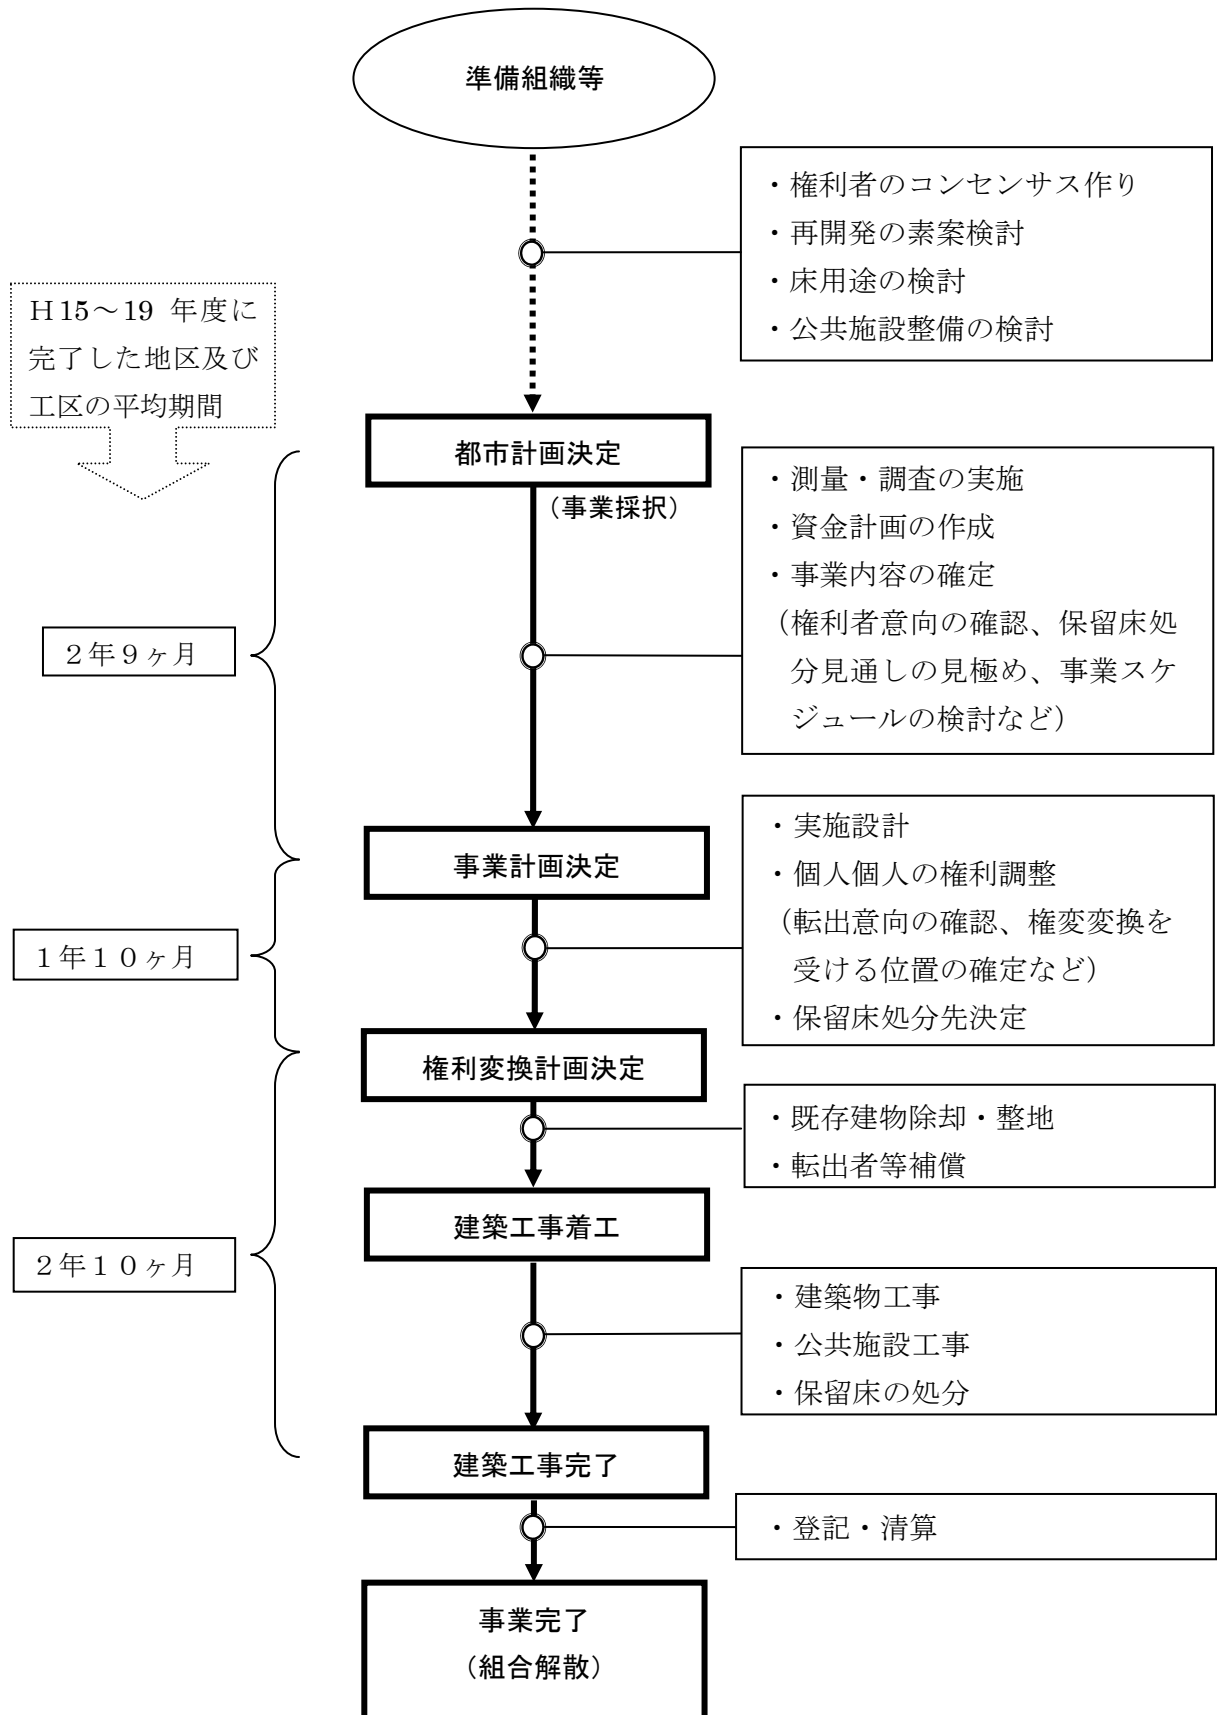 準備組織等
・権利者のコンセンサス作り
・再開発の素案検討
・床用途の検討
・公共施設整備の検討
H15～19 年度に
完了した地区及び
工区の平均期間
都市計画決定
（事業採択）
・測量・調査の実施
・資金計画の作成
・事業内容の確定
（権利者意向の確認、保留床処
分見通しの見極め、事業スケ
ジュールの検討など）
２年９ヶ月
事業計画決定
・実施設計
・個人個人の権利調整
（転出意向の確認、権変変換を
受ける位置の確定など）
・保留床処分先決定
１年１０ヶ月
権利変換計画決定
・既存建物除却・整地
・転出者等補償
建築工事着工
２年１０ヶ月
・建築物工事
・公共施設工事
・保留床の処分
建築工事完了
・登記・清算
事業完了
（組合解散）